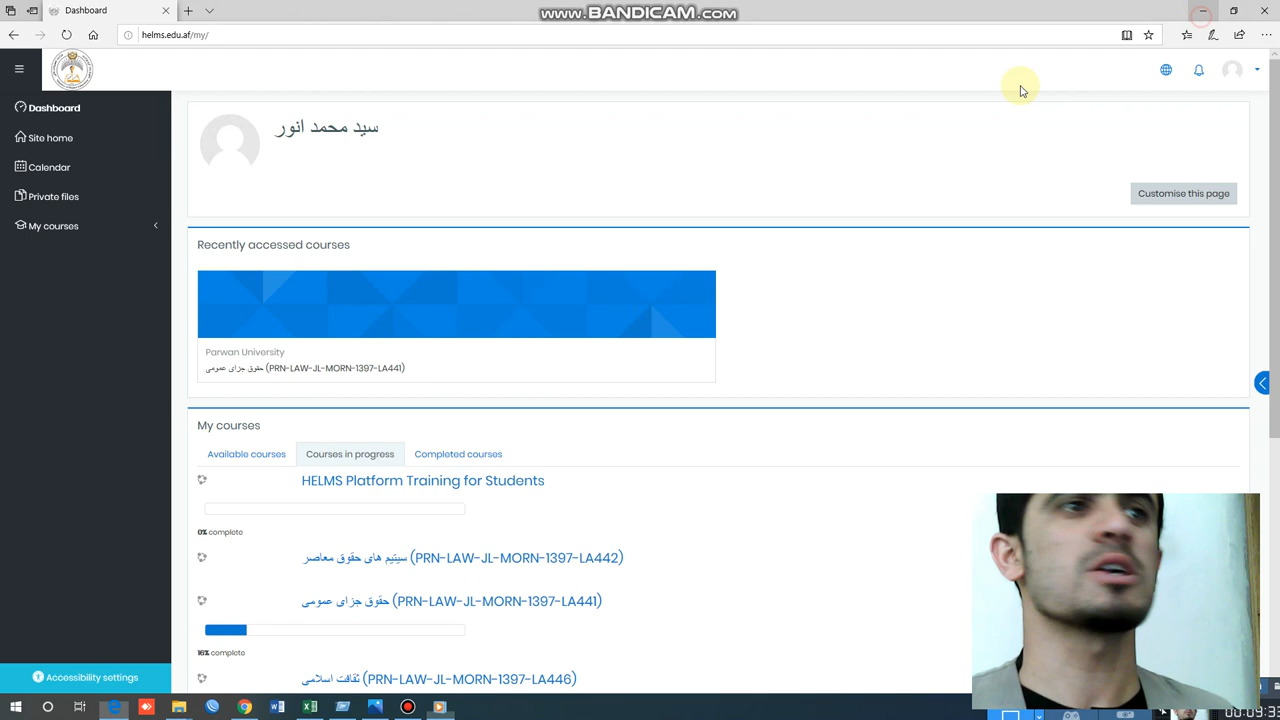 Dashboard
www.BANDICAM.com
helms.edu.af/my/
Dashboard
سید محمد انور
Site home
Calendar
Private files
Customise this page
My courses
Recently accessed courses
Parwan University
حقوق جزای عمومی (PRN-LAW-JL-MORN-1397-LA441)
My courses
Available courses
Courses in progress
Completed courses
HELMS Platform Training for Students
0% complete
سیتیم های حقوق معاصر (PRN-LAW-JL-MORN-1397-LA442)
حقوق جزای عمومی (PRN-LAW-JL-MORN-1397-LA441)
16% complete
ثقافت اسلامی (PRN-LAW-JL-MORN-1397-LA446)
Accessibility settings